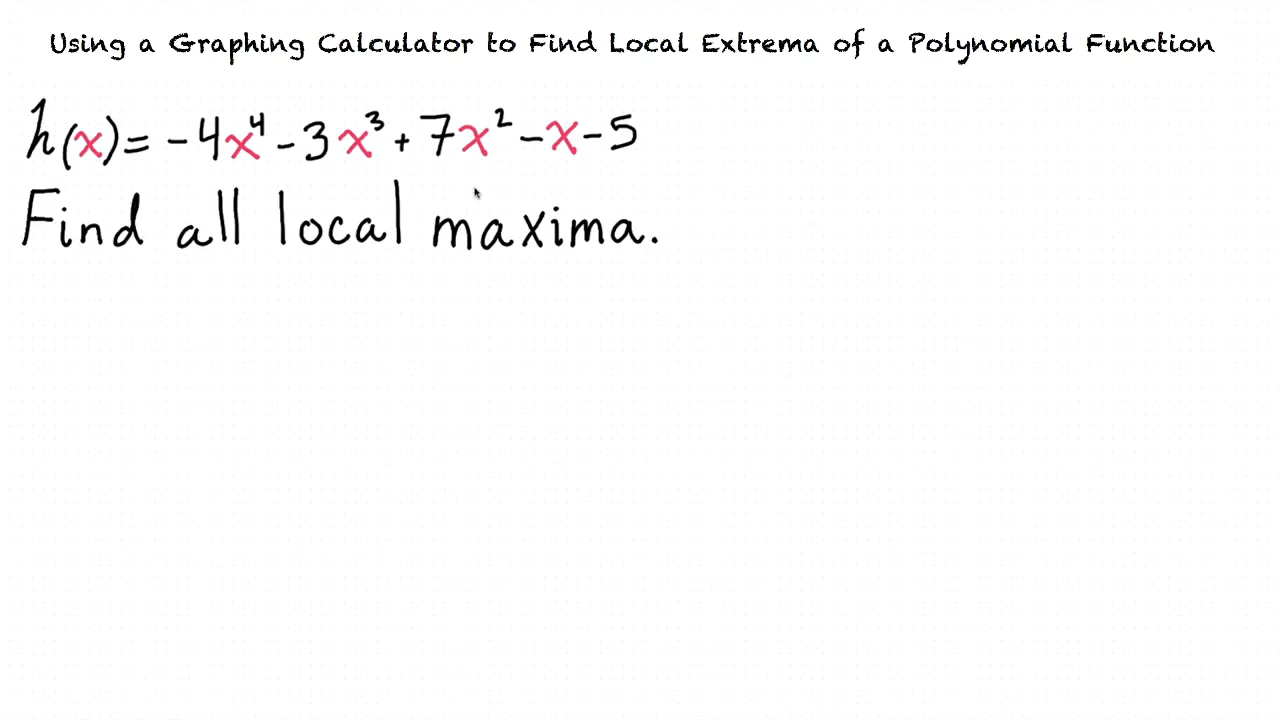 Using a Graphing Calculator to Find Local Extrema of a Polynomial Function
h(x) = -4x⁴ - 3x³ + 7x² - x - 5
Find all local maxima.